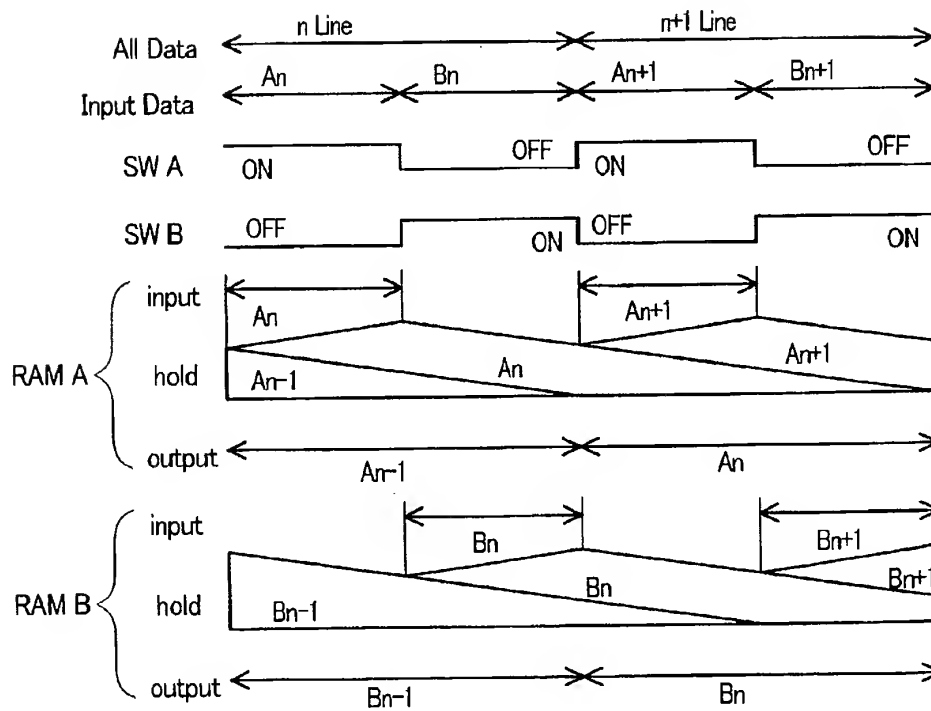 n Line n+1 Line
All Data
An Bn An+1 Bn+1
Input Data
OFF OFF
SW A ON ON
OFF OFF
SW B ON ON
input
An An+1
RAM A hold An-1 An An+1
output An-1 An
input
Bn Bn+1
RAM B hold Bn-1 Bn Bn+1
output Bn-1 Bn